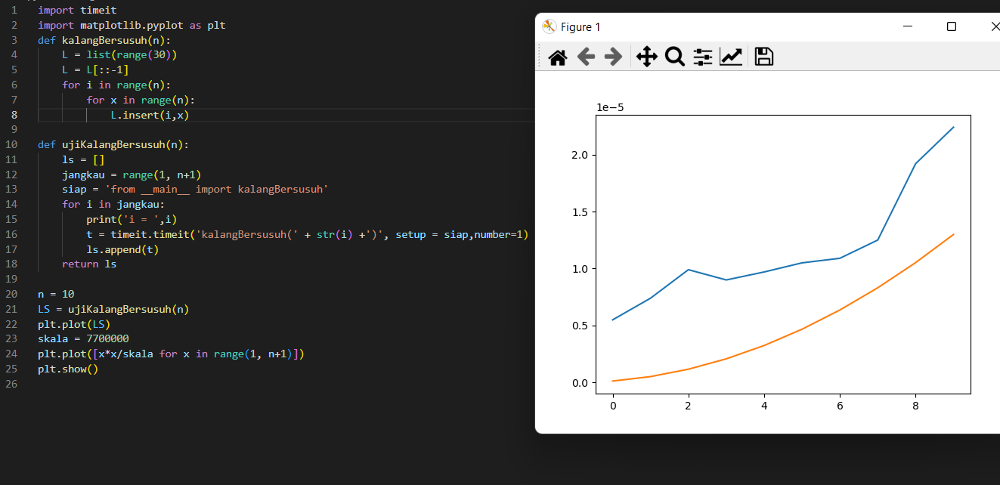 1 import timeit
2 import matplotlib.pyplot as plt
3 def kalangBersusuh(n):
4     L = list(range(30))
5     L = L[::-1]
6     for i in range(n):
7         for x in range(n):
8             L.insert(i,x)
9
10 def ujiKalangBersusuh(n):
11     ls = []
12     jangkau = range(1, n+1)
13     siap = 'from __main__ import kalangBersusuh'
14     for i in jangkau:
15         print('i = ',i)
16         t = timeit.timeit('kalangBersusuh(' + str(i) +')', setup = siap,number=1)
17         ls.append(t)
18     return ls
19
20 n = 10
21 LS = ujiKalangBersusuh(n)
22 plt.plot(LS)
23 skala = 7700000
24 plt.plot([x*x/skala for x in range(1, n+1)])
25 plt.show()
26
Figure 1
1e−5
2.0
1.5
1.0
0.5
0.0
0 2 4 6 8